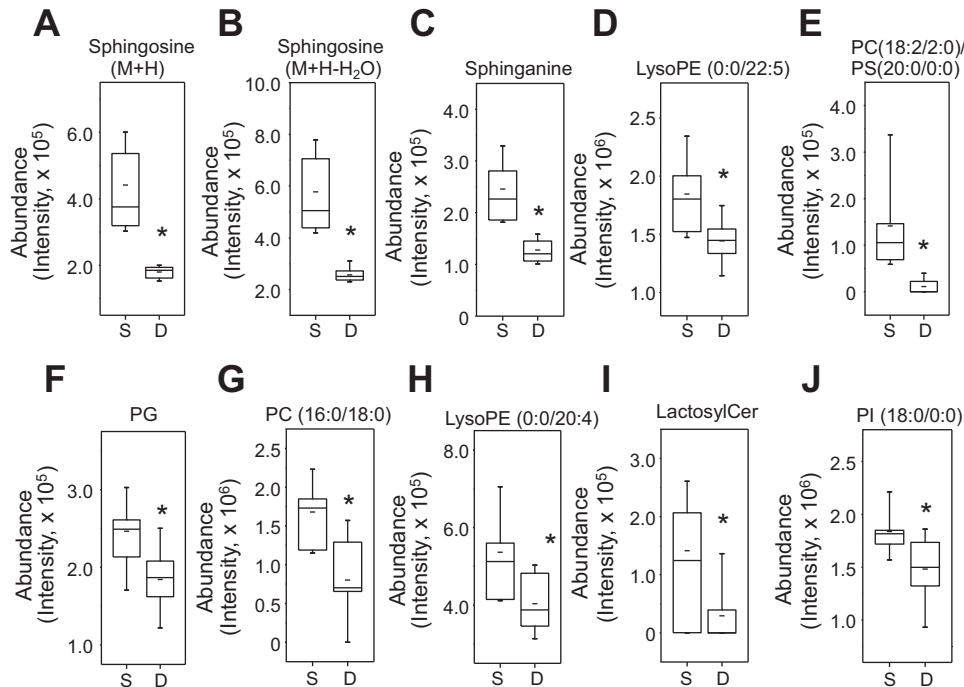 A
Sphingosine
(M+H)
Abundance
(Intensity, x 10⁵)
6.0
4.0
2.0
*
S D
B
Sphingosine
(M+H-H₂O)
Abundance
(Intensity, x 10⁵)
10.0
8.0
6.0
4.0
2.0
*
S D
C
Sphinganine
Abundance
(Intensity, x 10⁵)
4.0
3.0
2.0
1.0
0
*
S D
D
LysoPE (0:0/22:5)
Abundance
(Intensity, x 10⁶)
2.0
1.5
1.0
*
S D
E
PC(18:2/2:0)/
PS(20:0/0:0)
Abundance
(Intensity, x 10⁵)
4.0
3.0
2.0
1.0
0
*
S D
F
PG
Abundance
(Intensity, x 10⁵)
3.0
2.0
1.0
*
S D
G
PC (16:0/18:0)
Abundance
(Intensity, x 10⁶)
2.5
2.0
1.5
1.0
0.5
0
*
S D
H
LysoPE (0:0/20:4)
Abundance
(Intensity, x 10⁵)
8.0
6.0
4.0
*
S D
I
LactosylCer
Abundance
(Intensity, x 10⁵)
3.0
2.0
1.0
0
*
S D
J
PI (18:0/0:0)
Abundance
(Intensity, x 10⁶)
2.5
2.0
1.5
1.0
*
S D